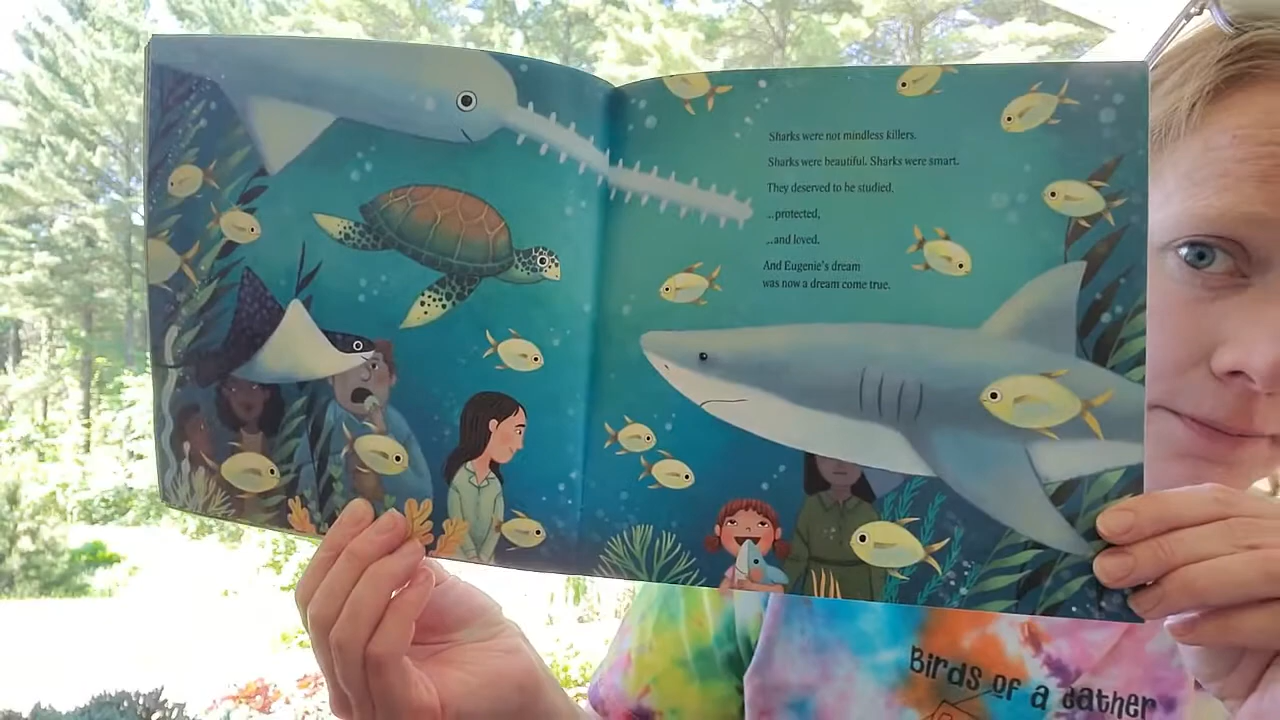 Sharks were not mindless killers.
Sharks were beautiful. Sharks were smart.
They deserved to be studied,
...protected,
...and loved.
And Eugenie's dream
was now a dream come true.
Birds of a